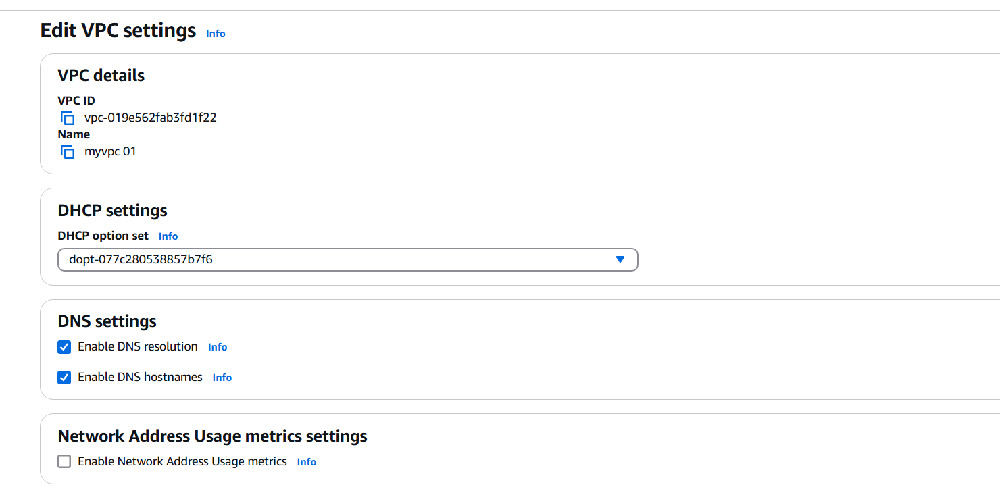 Edit VPC settings Info
VPC details
VPC ID
vpc-019e562fab3fd1f22
Name
myvpc 01
DHCP settings
DHCP option set Info
dopt-077c280538857b7f6
DNS settings
Enable DNS resolution Info
Enable DNS hostnames Info
Network Address Usage metrics settings
Enable Network Address Usage metrics Info